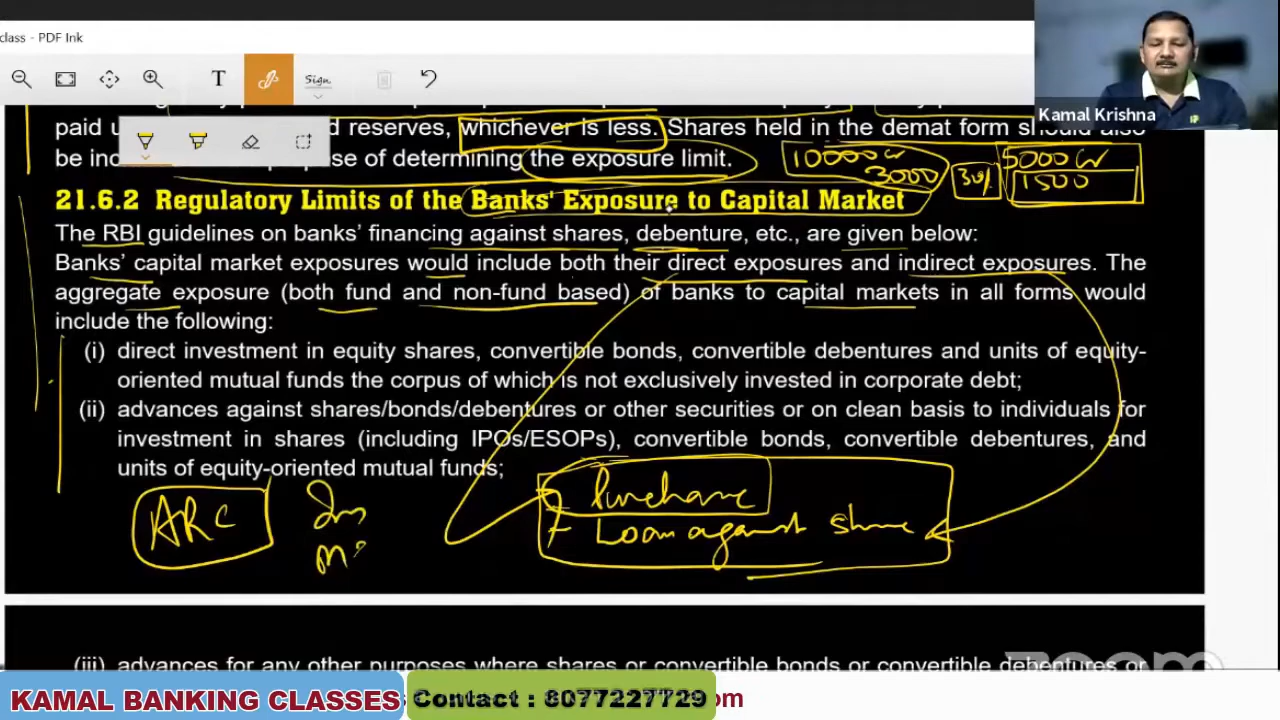 class - PDF Ink
T
Sign
Kamal Krishna
paid u d reserves, whichever is less. Shares held in the demat form should also
be inc se of determining the exposure limit.
10000 Cr
3000
30%
5000 Cr
1500
21.6.2 Regulatory Limits of the Banks' Exposure to Capital Market
The RBI guidelines on banks' financing against shares, debenture, etc., are given below:
Banks' capital market exposures would include both their direct exposures and indirect exposures. The
aggregate exposure (both fund and non-fund based) of banks to capital markets in all forms would
include the following:
(i) direct investment in equity shares, convertible bonds, convertible debentures and units of equity-
oriented mutual funds the corpus of which is not exclusively invested in corporate debt;
(ii) advances against shares/bonds/debentures or other securities or on clean basis to individuals for
investment in shares (including IPOs/ESOPs), convertible bonds, convertible debentures, and
units of equity-oriented mutual funds;
ARC
Purchase
Loan against share
(iii) advances for any other purposes where shares or convertible bonds or convertible debentures or
zoom
KAMAL BANKING CLASSES Contact : 8077227729 om